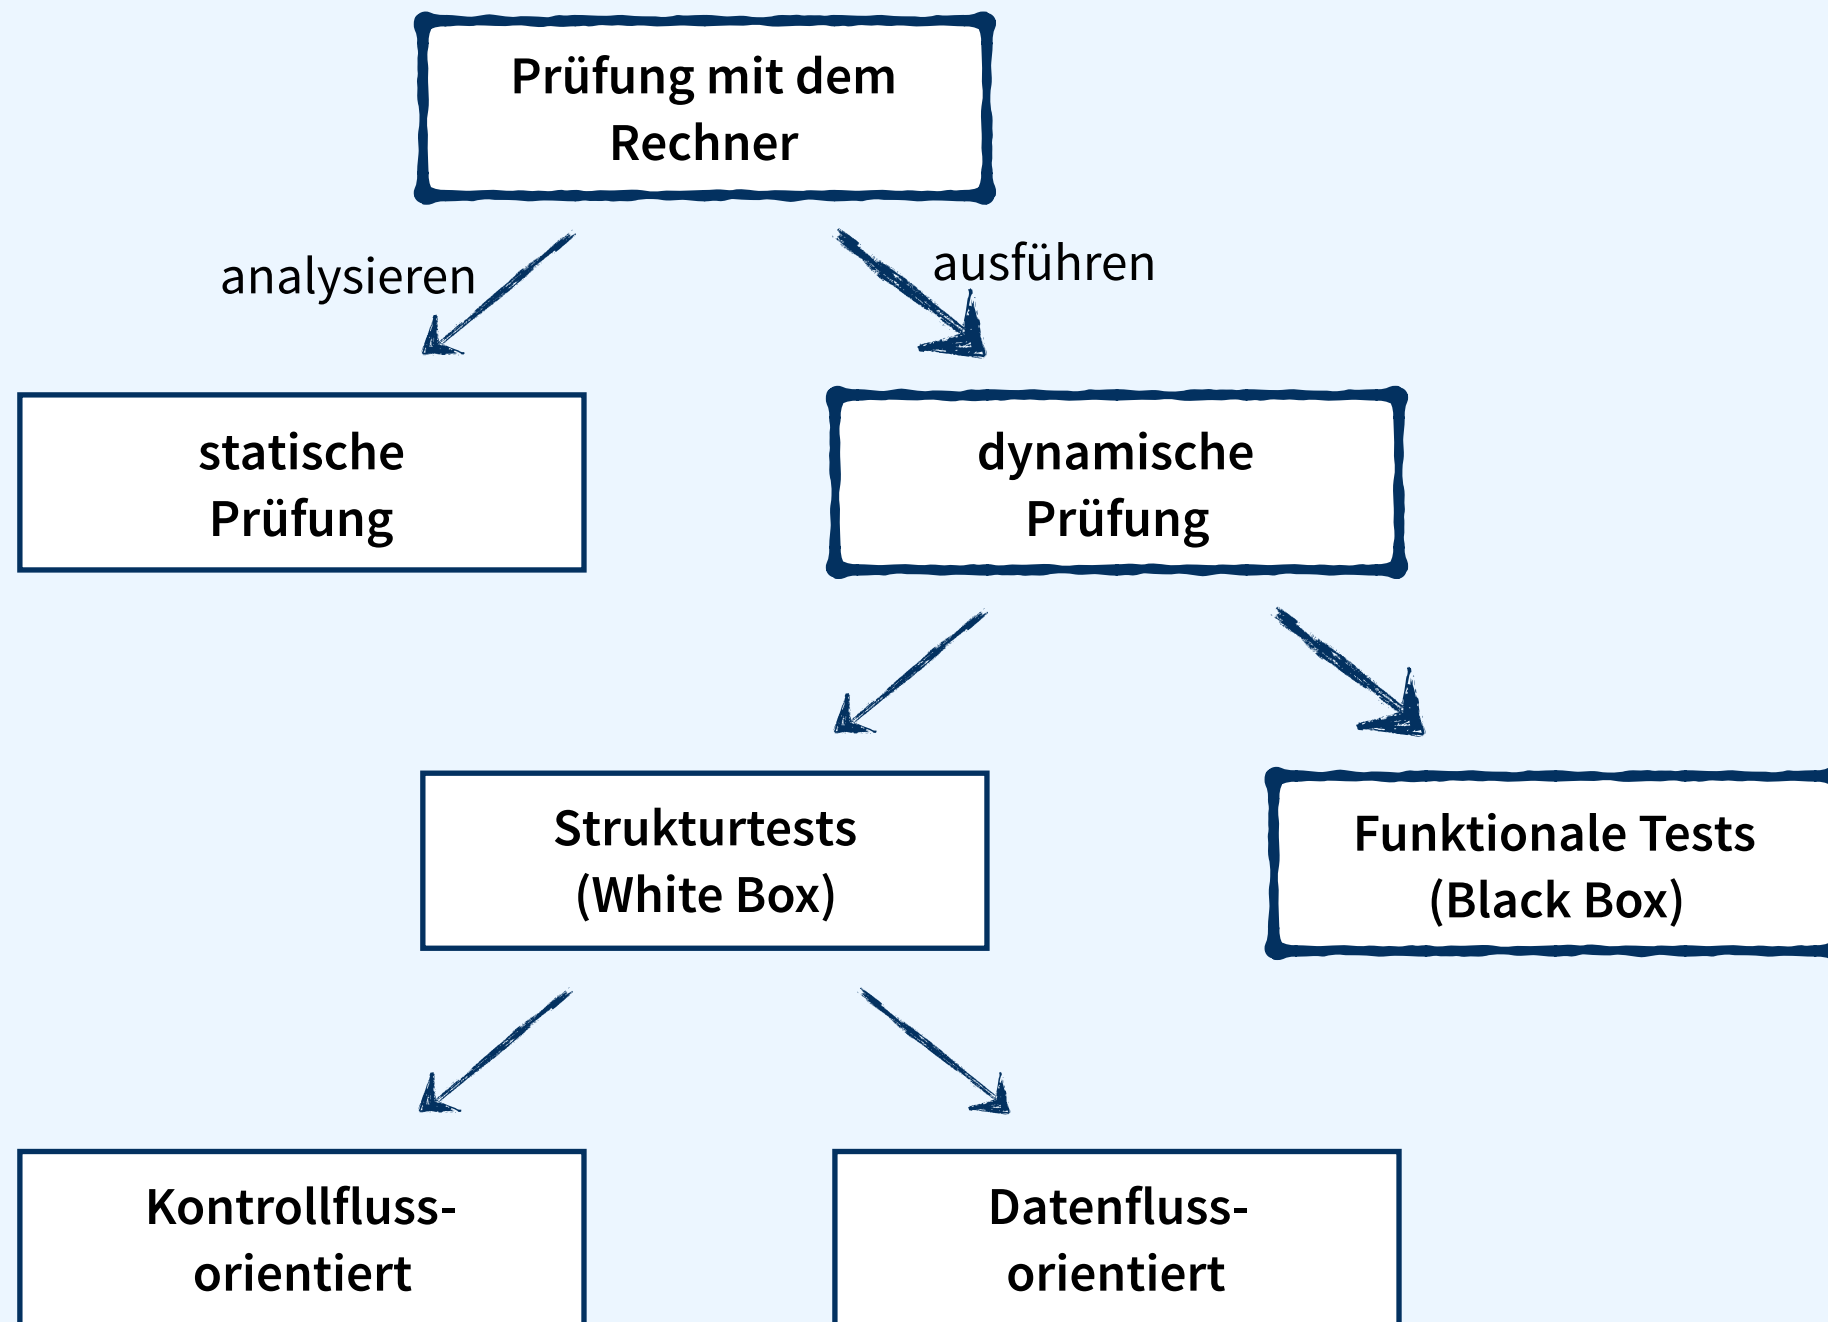 Prüfung mit dem
Rechner
analysieren
ausführen
statische
Prüfung
dynamische
Prüfung
Strukturtests
(White Box)
Funktionale Tests
(Black Box)
Kontrollfluss-
orientiert
Datenfluss-
orientiert